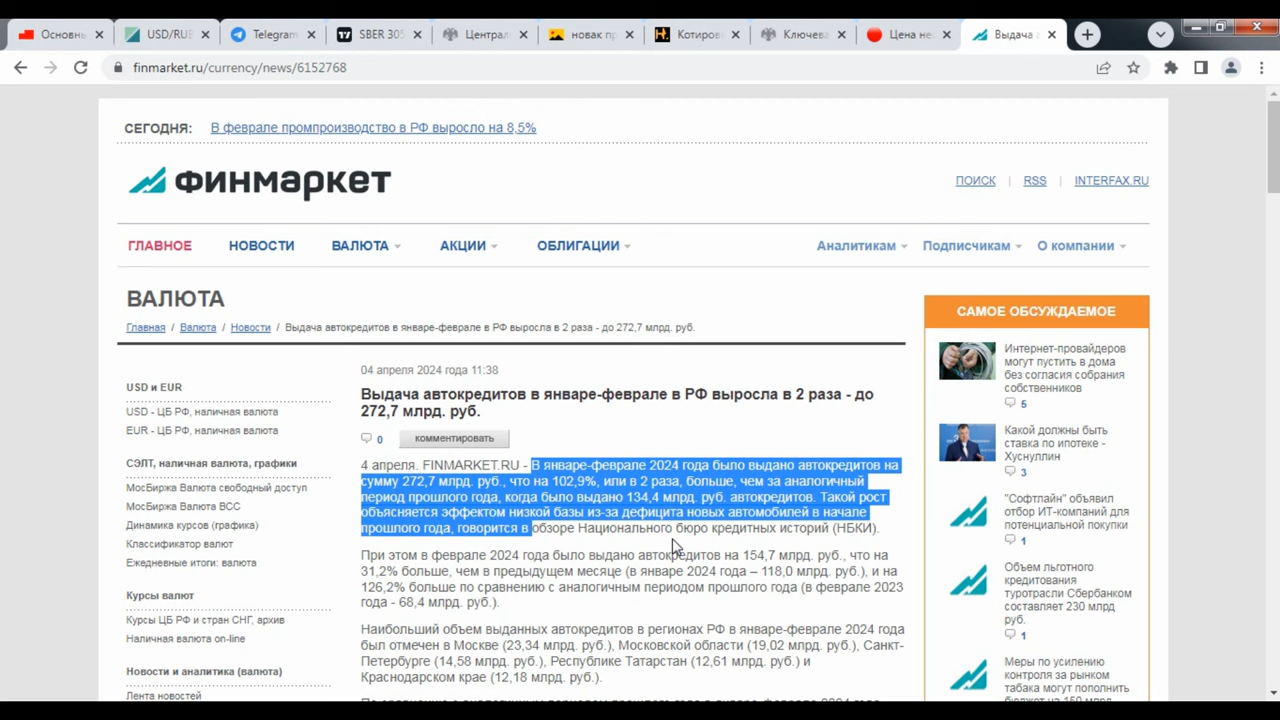 Основны
USD/RUB
Telegram
SBER 305
Централ
новак пр
Котиров
Ключева
Цена не
Выдача а
finmarket.ru/currency/news/6152768
СЕГОДНЯ: В феврале промпроизводство в РФ выросло на 8,5%
ФИНМАРКЕТ
ПОИСК | RSS | INTERFAX.RU
ГЛАВНОЕ НОВОСТИ ВАЛЮТА АКЦИИ ОБЛИГАЦИИ Аналитикам Подписчикам О компании
ВАЛЮТА
Главная / Валюта / Новости / Выдача автокредитов в январе-феврале в РФ выросла в 2 раза - до 272,7 млрд. руб.
USD и EUR
USD - ЦБ РФ, наличная валюта
EUR - ЦБ РФ, наличная валюта
СЭЛТ, наличная валюта, графики
МосБиржа Валюта свободный доступ
МосБиржа Валюта ВСС
Динамика курсов (графика)
Классификатор валют
Ежедневные итоги: валюта
Курсы валют
Курсы ЦБ РФ и стран СНГ, архив
Наличная валюта on-line
Новости и аналитика (валюта)
Лента новостей
04 апреля 2024 года 11:38
Выдача автокредитов в январе-феврале в РФ выросла в 2 раза - до
272,7 млрд. руб.
0 комментировать
4 апреля. FINMARKET.RU - В январе-феврале 2024 года было выдано автокредитов на
сумму 272,7 млрд. руб., что на 102,9%, или в 2 раза, больше, чем за аналогичный
период прошлого года, когда было выдано 134,4 млрд. руб. автокредитов. Такой рост
объясняется эффектом низкой базы из-за дефицита новых автомобилей в начале
прошлого года, говорится в обзоре Национального бюро кредитных историй (НБКИ).
При этом в феврале 2024 года было выдано автокредитов на 154,7 млрд. руб., что на
31,2% больше, чем в предыдущем месяце (в январе 2024 года – 118,0 млрд. руб.), и на
126,2% больше по сравнению с аналогичным периодом прошлого года (в феврале 2023
года - 68,4 млрд. руб.).
Наибольший объем выданных автокредитов в регионах РФ в январе-феврале 2024 года
был отмечен в Москве (23,34 млрд. руб.), Московской области (19,02 млрд. руб.), Санкт-
Петербурге (14,58 млрд. руб.), Республике Татарстан (12,61 млрд. руб.) и
Краснодарском крае (12,18 млрд. руб.).
САМОЕ ОБСУЖДАЕМОЕ
Интернет-провайдеров
могут пустить в дома
без согласия собрания
собственников
5
Какой должны быть
ставка по ипотеке -
Хуснуллин
3
"Софтлайн" объявил
отбор ИТ-компаний для
потенциальной покупки
1
Объем льготного
кредитования
туротрасли Сбербанком
составляет 230 млрд
руб.
1
Меры по усилению
контроля за рынком
табака могут пополнить